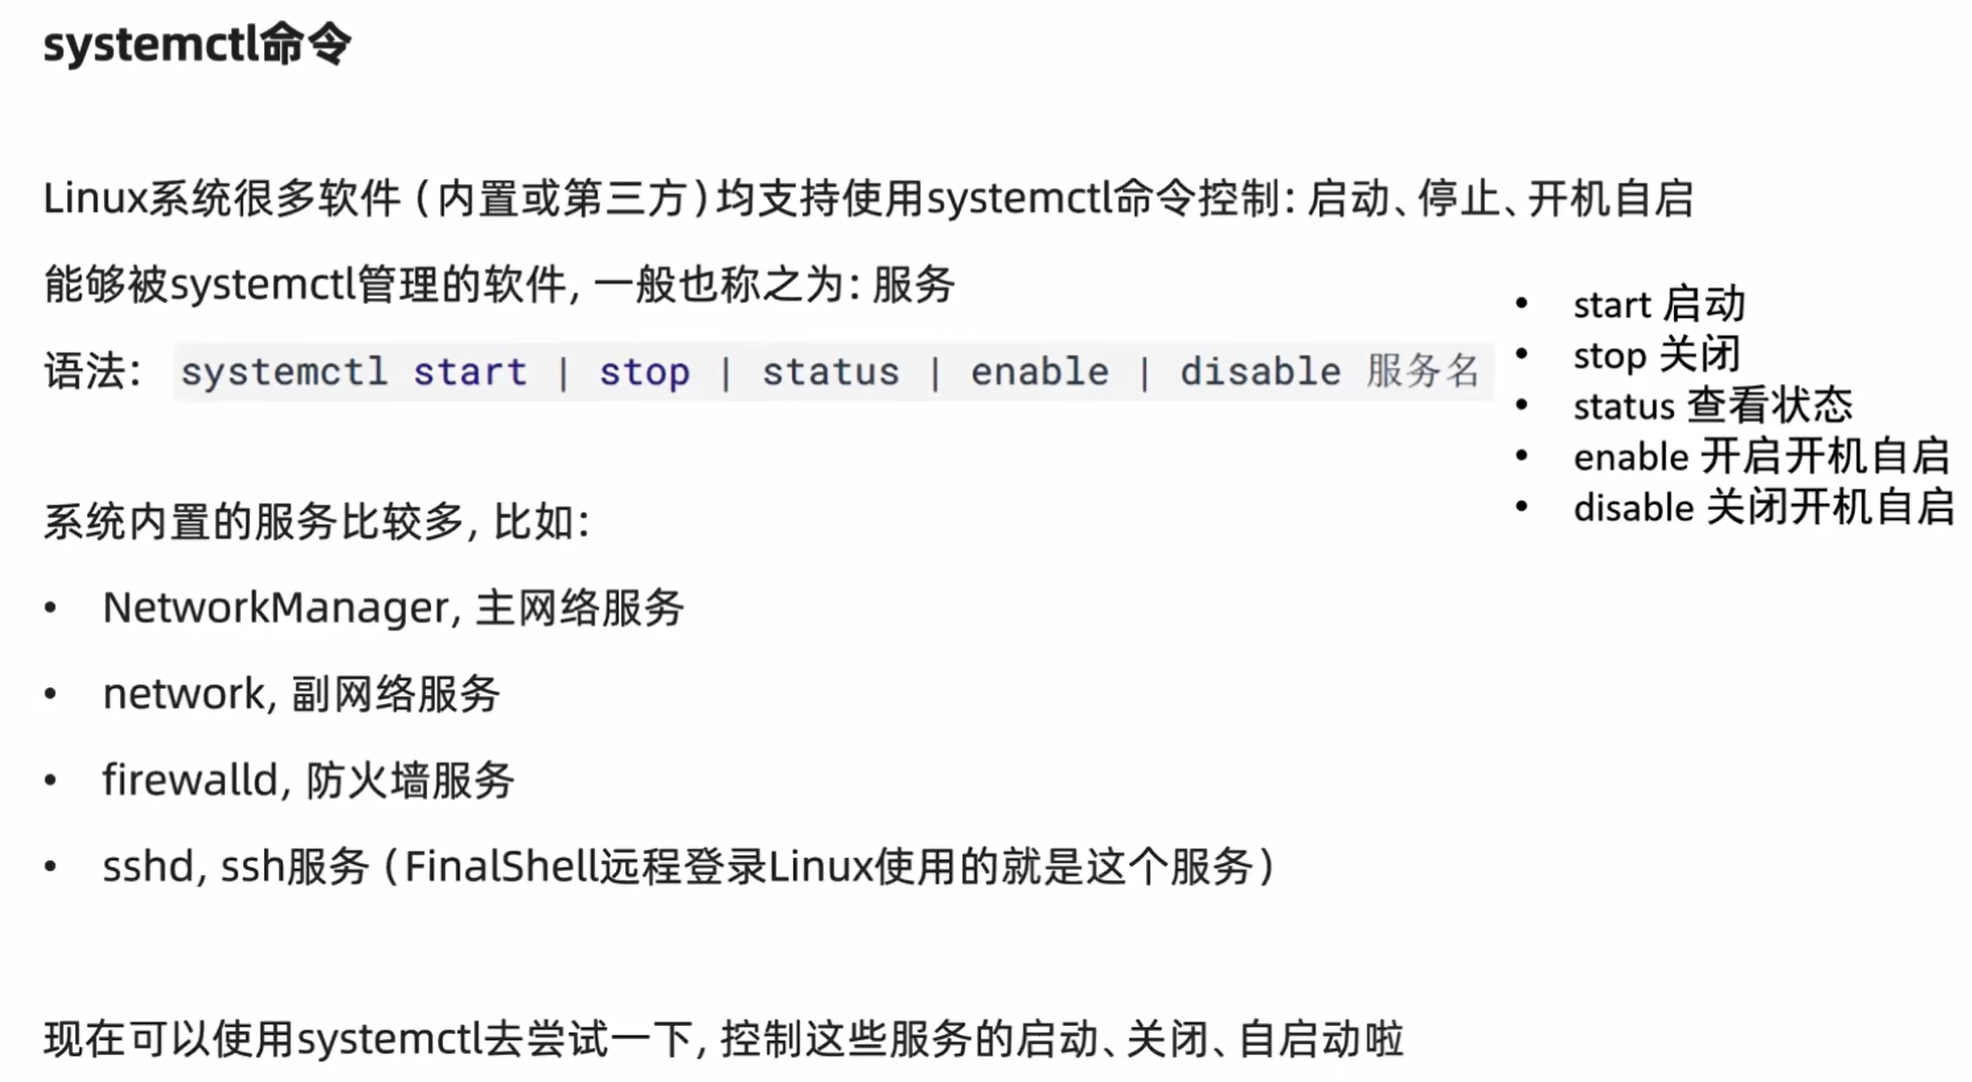 systemctl命令
Linux系统很多软件（内置或第三方）均支持使用systemctl命令控制：启动、停止、开机自启
能够被systemctl管理的软件, 一般也称之为：服务
语法： systemctl start | stop | status | enable | disable 服务名
• start 启动
• stop 关闭
• status 查看状态
• enable 开启开机自启
• disable 关闭开机自启
系统内置的服务比较多, 比如：
• NetworkManager, 主网络服务
• network, 副网络服务
• firewalld, 防火墙服务
• sshd, ssh服务（FinalShell远程登录Linux使用的就是这个服务）
现在可以使用systemctl去尝试一下, 控制这些服务的启动、关闭、自启动啦